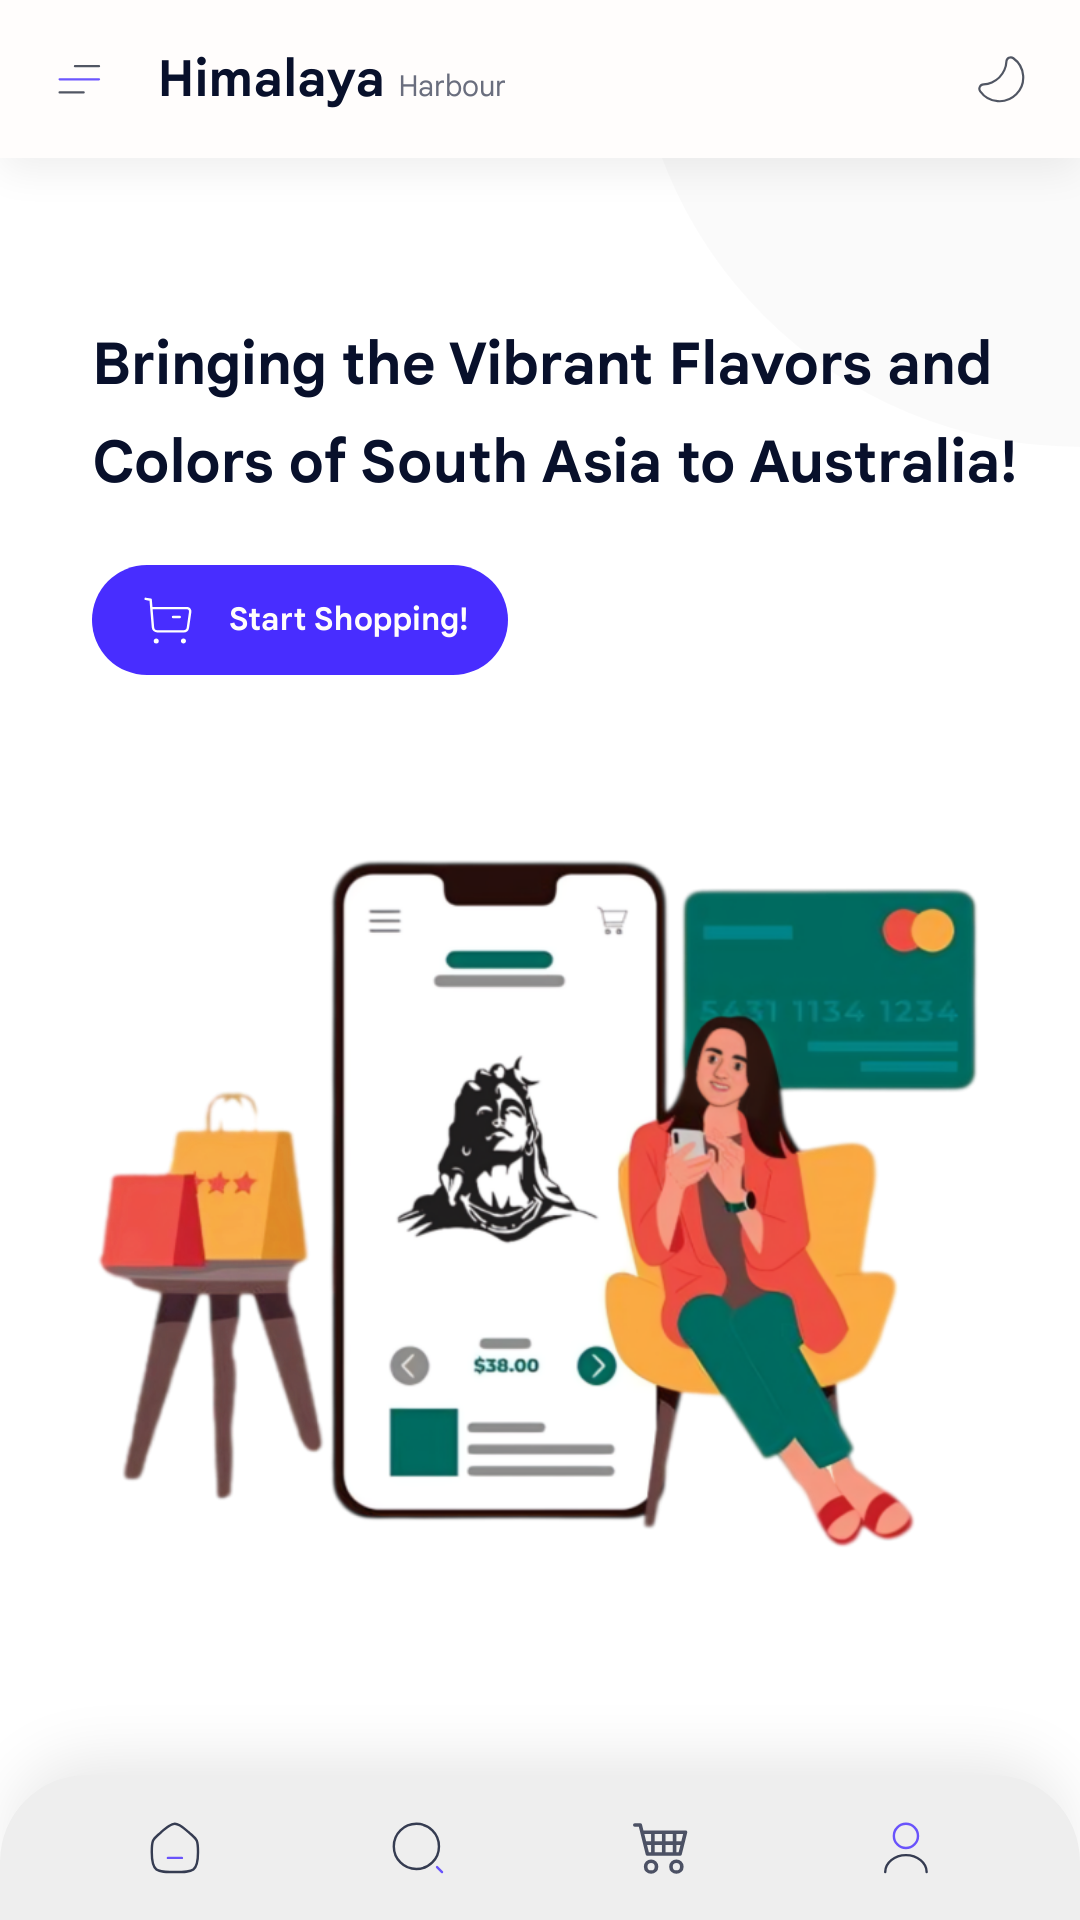 Himalaya Harbour
Bringing the Vibrant Flavors and
Colors of South Asia to Australia!
Start Shopping!
5431 1134 1234
$38.00